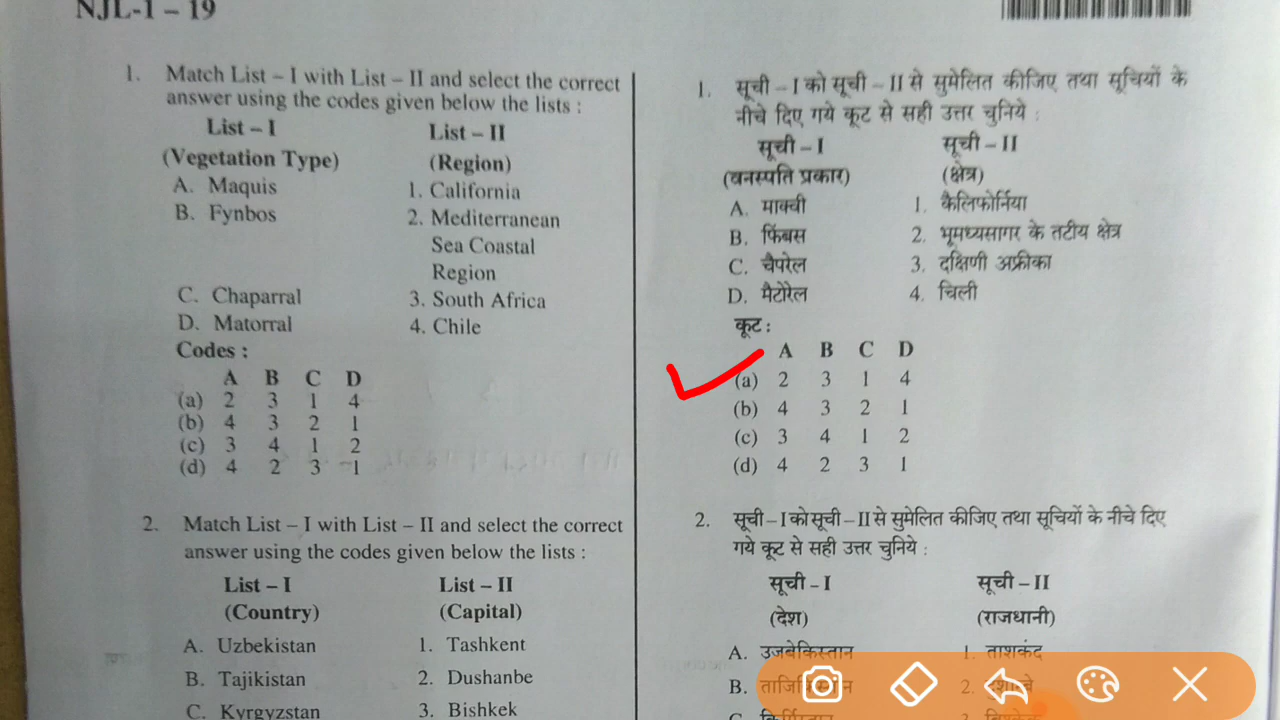 NJL-1 – 19
1. Match List – I with List – II and select the correct
answer using the codes given below the lists :
List – I List – II
(Vegetation Type) (Region)
A. Maquis 1. California
B. Fynbos 2. Mediterranean
Sea Coastal
Region
C. Chaparral 3. South Africa
D. Matorral 4. Chile
Codes :
A B C D
(a) 2 3 1 4
(b) 4 3 2 1
(c) 3 4 1 2
(d) 4 2 3 1
2. Match List – I with List – II and select the correct
answer using the codes given below the lists :
List – I List – II
(Country) (Capital)
A. Uzbekistan 1. Tashkent
B. Tajikistan 2. Dushanbe
C. Kyrgyzstan 3. Bishkek
1. सूची – I को सूची – II से सुमेलित कीजिए तथा सूचियों के
नीचे दिए गये कूट से सही उत्तर चुनिये :
सूची – I सूची – II
(वनस्पति प्रकार) (क्षेत्र)
A. माक्वी 1. कैलिफोर्निया
B. फिंबस 2. भूमध्यसागर के तटीय क्षेत्र
C. चैपरेल 3. दक्षिणी अफ्रीका
D. मैटोरेल 4. चिली
कूट :
A B C D
(a) 2 3 1 4
(b) 4 3 2 1
(c) 3 4 1 2
(d) 4 2 3 1
2. सूची – I को सूची – II से सुमेलित कीजिए तथा सूचियों के नीचे दिए
गये कूट से सही उत्तर चुनिये :
सूची – I सूची – II
(देश) (राजधानी)
A. उजबेकिस्तान 1. ताशकंद
B. 2.